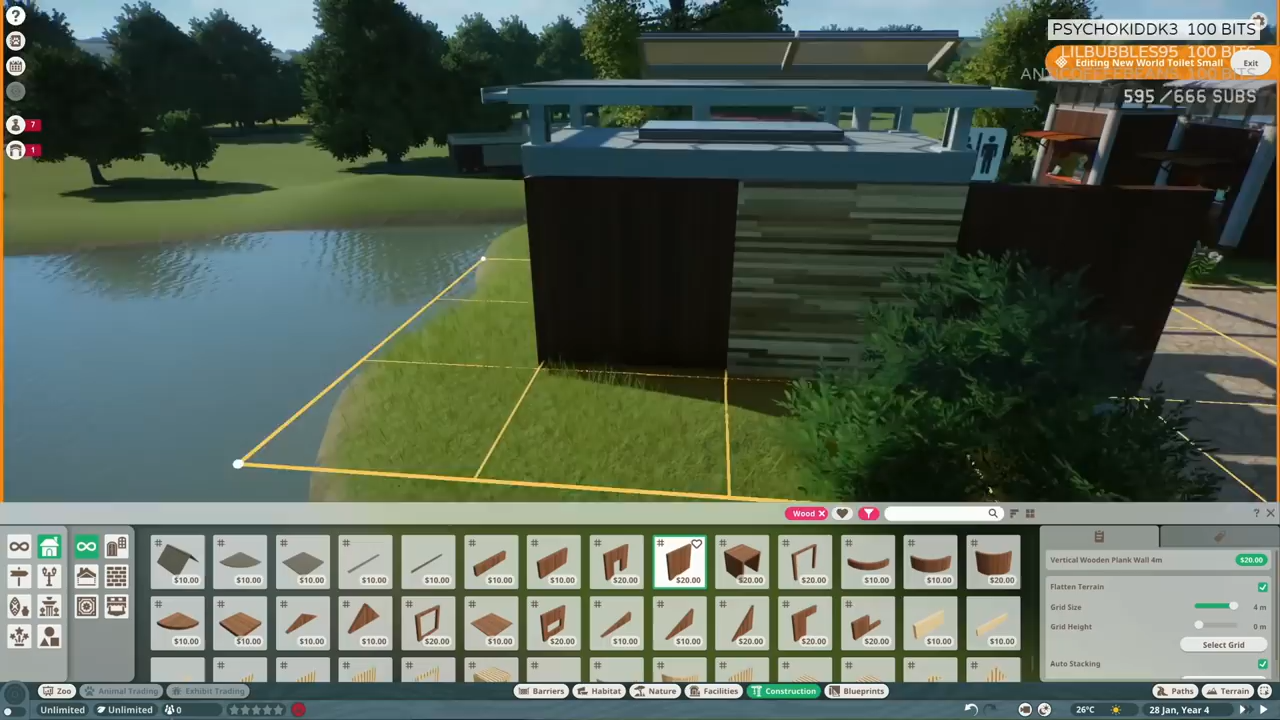 ?
PSYCHOKIDDK3 100 BITS
LILBUBBLES95 100 BITS
Editing New World Toilet Small
Exit
595 /666 SUBS
7
1
Wood X
? X
$10.00 $10.00 $10.00 $10.00 $10.00 $10.00 $10.00 $20.00 $20.00 $20.00 $20.00 $10.00 $10.00 $10.00
$10.00 $10.00 $10.00 $10.00 $20.00 $10.00 $20.00 $10.00 $10.00 $10.00 $20.00 $20.00 $10.00 $10.00
Vertical Wooden Plank Wall 4m $20.00
Flatten Terrain
Grid Size 4 m
Grid Height 0 m
Select Grid
Auto Stacking
Zoo Animal Trading Exhibit Trading Barriers Habitat Nature Facilities Construction Blueprints Paths Terrain
Unlimited Unlimited 0 26°C 28 Jan, Year 4